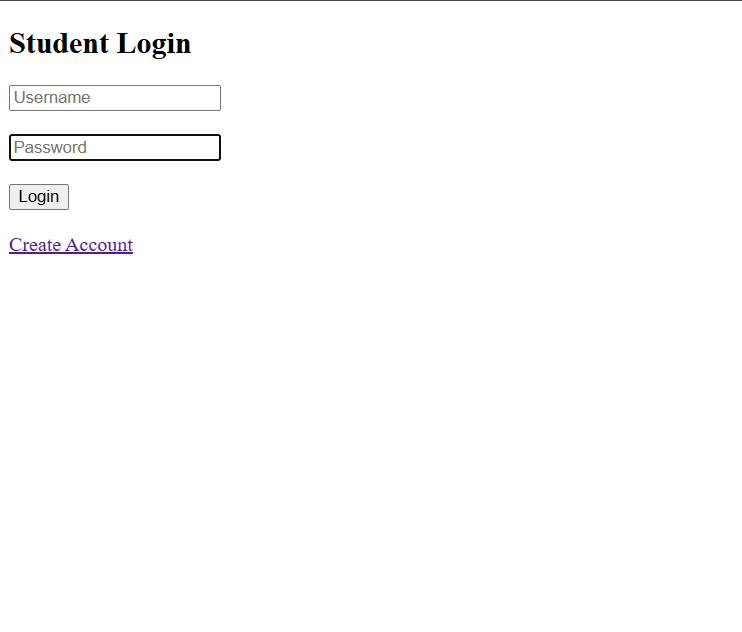 Student Login
Username
Password
Login
Create Account